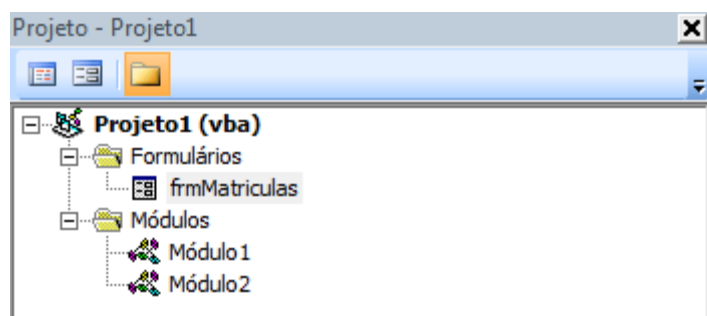 Projeto - Projeto1
Projeto1 (vba)
Formulários
frmMatriculas
Módulos
Módulo1
Módulo2